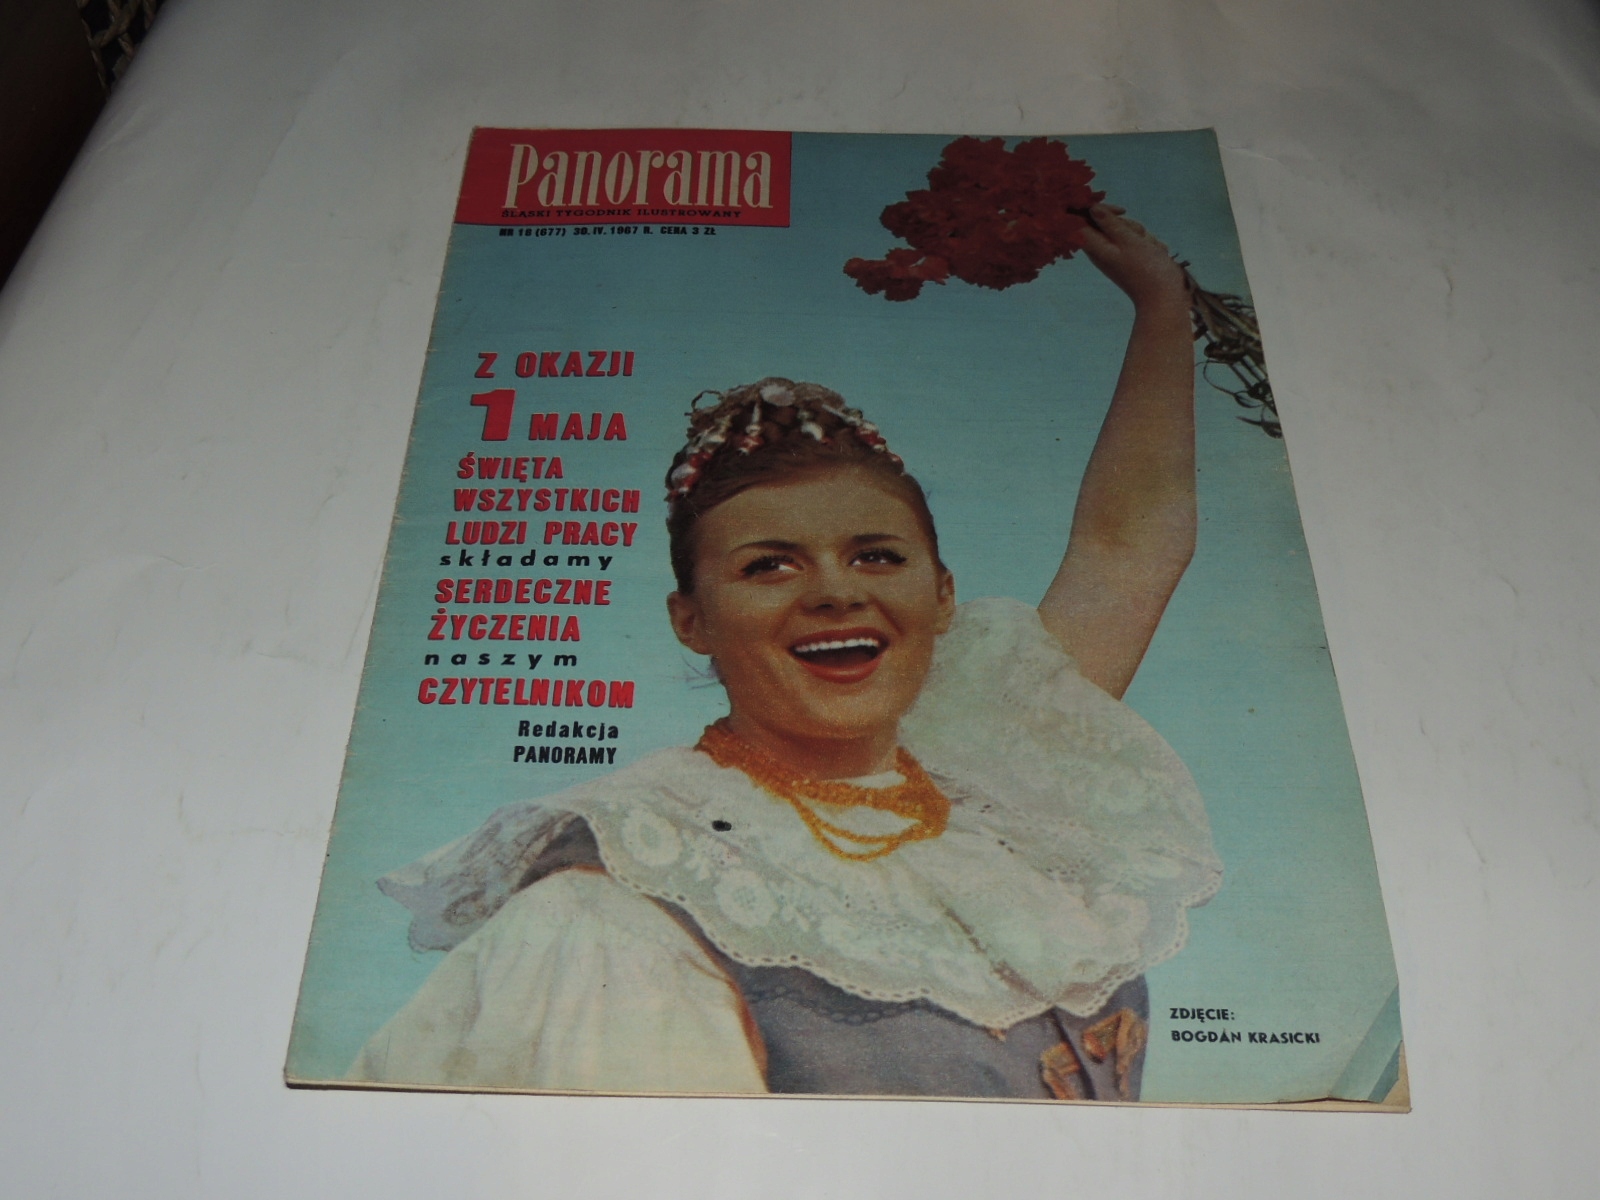 Panorama
ŚLĄSKI TYGODNIK ILUSTROWANY
NR 18 (677) 30. IV. 1967 R. CENA 3 ZŁ
Z OKAZJI
1 MAJA
ŚWIĘTA
WSZYSTKICH
LUDZI PRACY
składamy
SERDECZNE
ŻYCZENIA
naszym
CZYTELNIKOM
Redakcja
PANORAMY
ZDJĘCIE:
BOGDAN KRASICKI